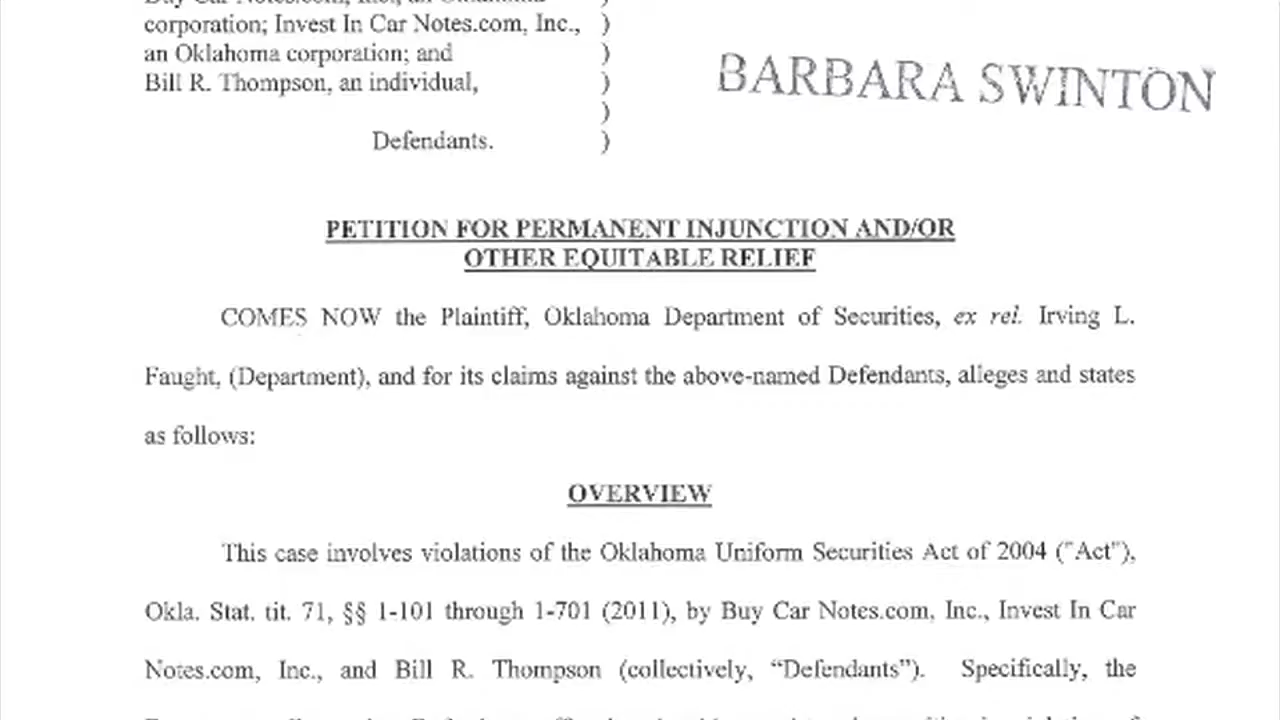 corporation; Invest In Car Notes.com, Inc., )
an Oklahoma corporation; and )
Bill R. Thompson, an individual, )
BARBARA SWINTON
)
Defendants. )
PETITION FOR PERMANENT INJUNCTION AND/OR
OTHER EQUITABLE RELIEF
COMES NOW the Plaintiff, Oklahoma Department of Securities, ex rel. Irving L.
Faught, (Department), and for its claims against the above-named Defendants, alleges and states
as follows:
OVERVIEW
This case involves violations of the Oklahoma Uniform Securities Act of 2004 ("Act"),
Okla. Stat. tit. 71, §§ 1-101 through 1-701 (2011), by Buy Car Notes.com, Inc., Invest In Car
Notes.com, Inc., and Bill R. Thompson (collectively, “Defendants”). Specifically, the